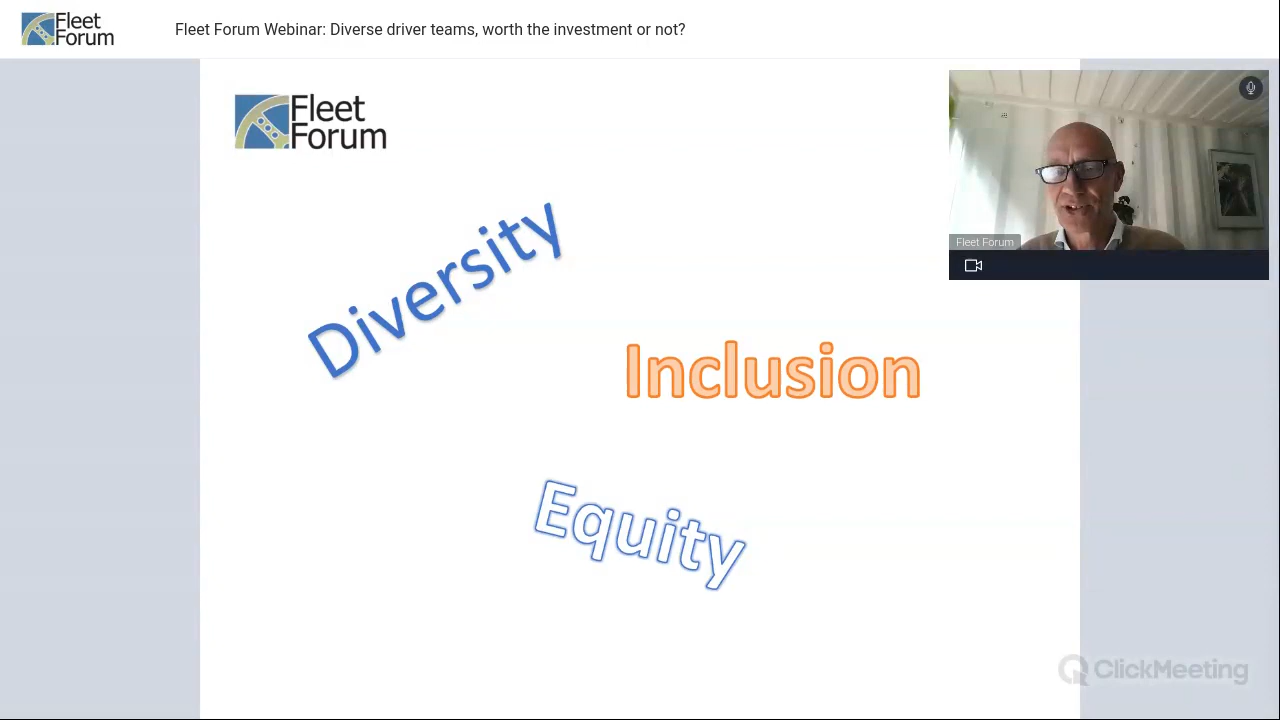 Fleet
Forum
Fleet Forum Webinar: Diverse driver teams, worth the investment or not?
Fleet
Forum
Diversity
Fleet Forum
Inclusion
Equity
ClickMeeting